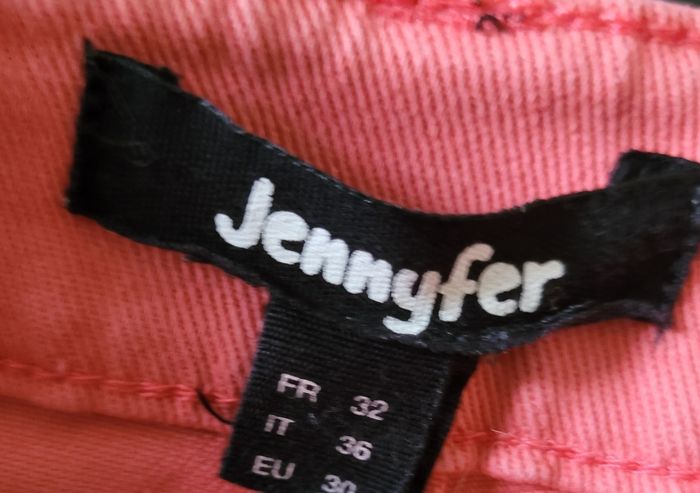 Jennyfer
FR 32
IT 36
EU 30